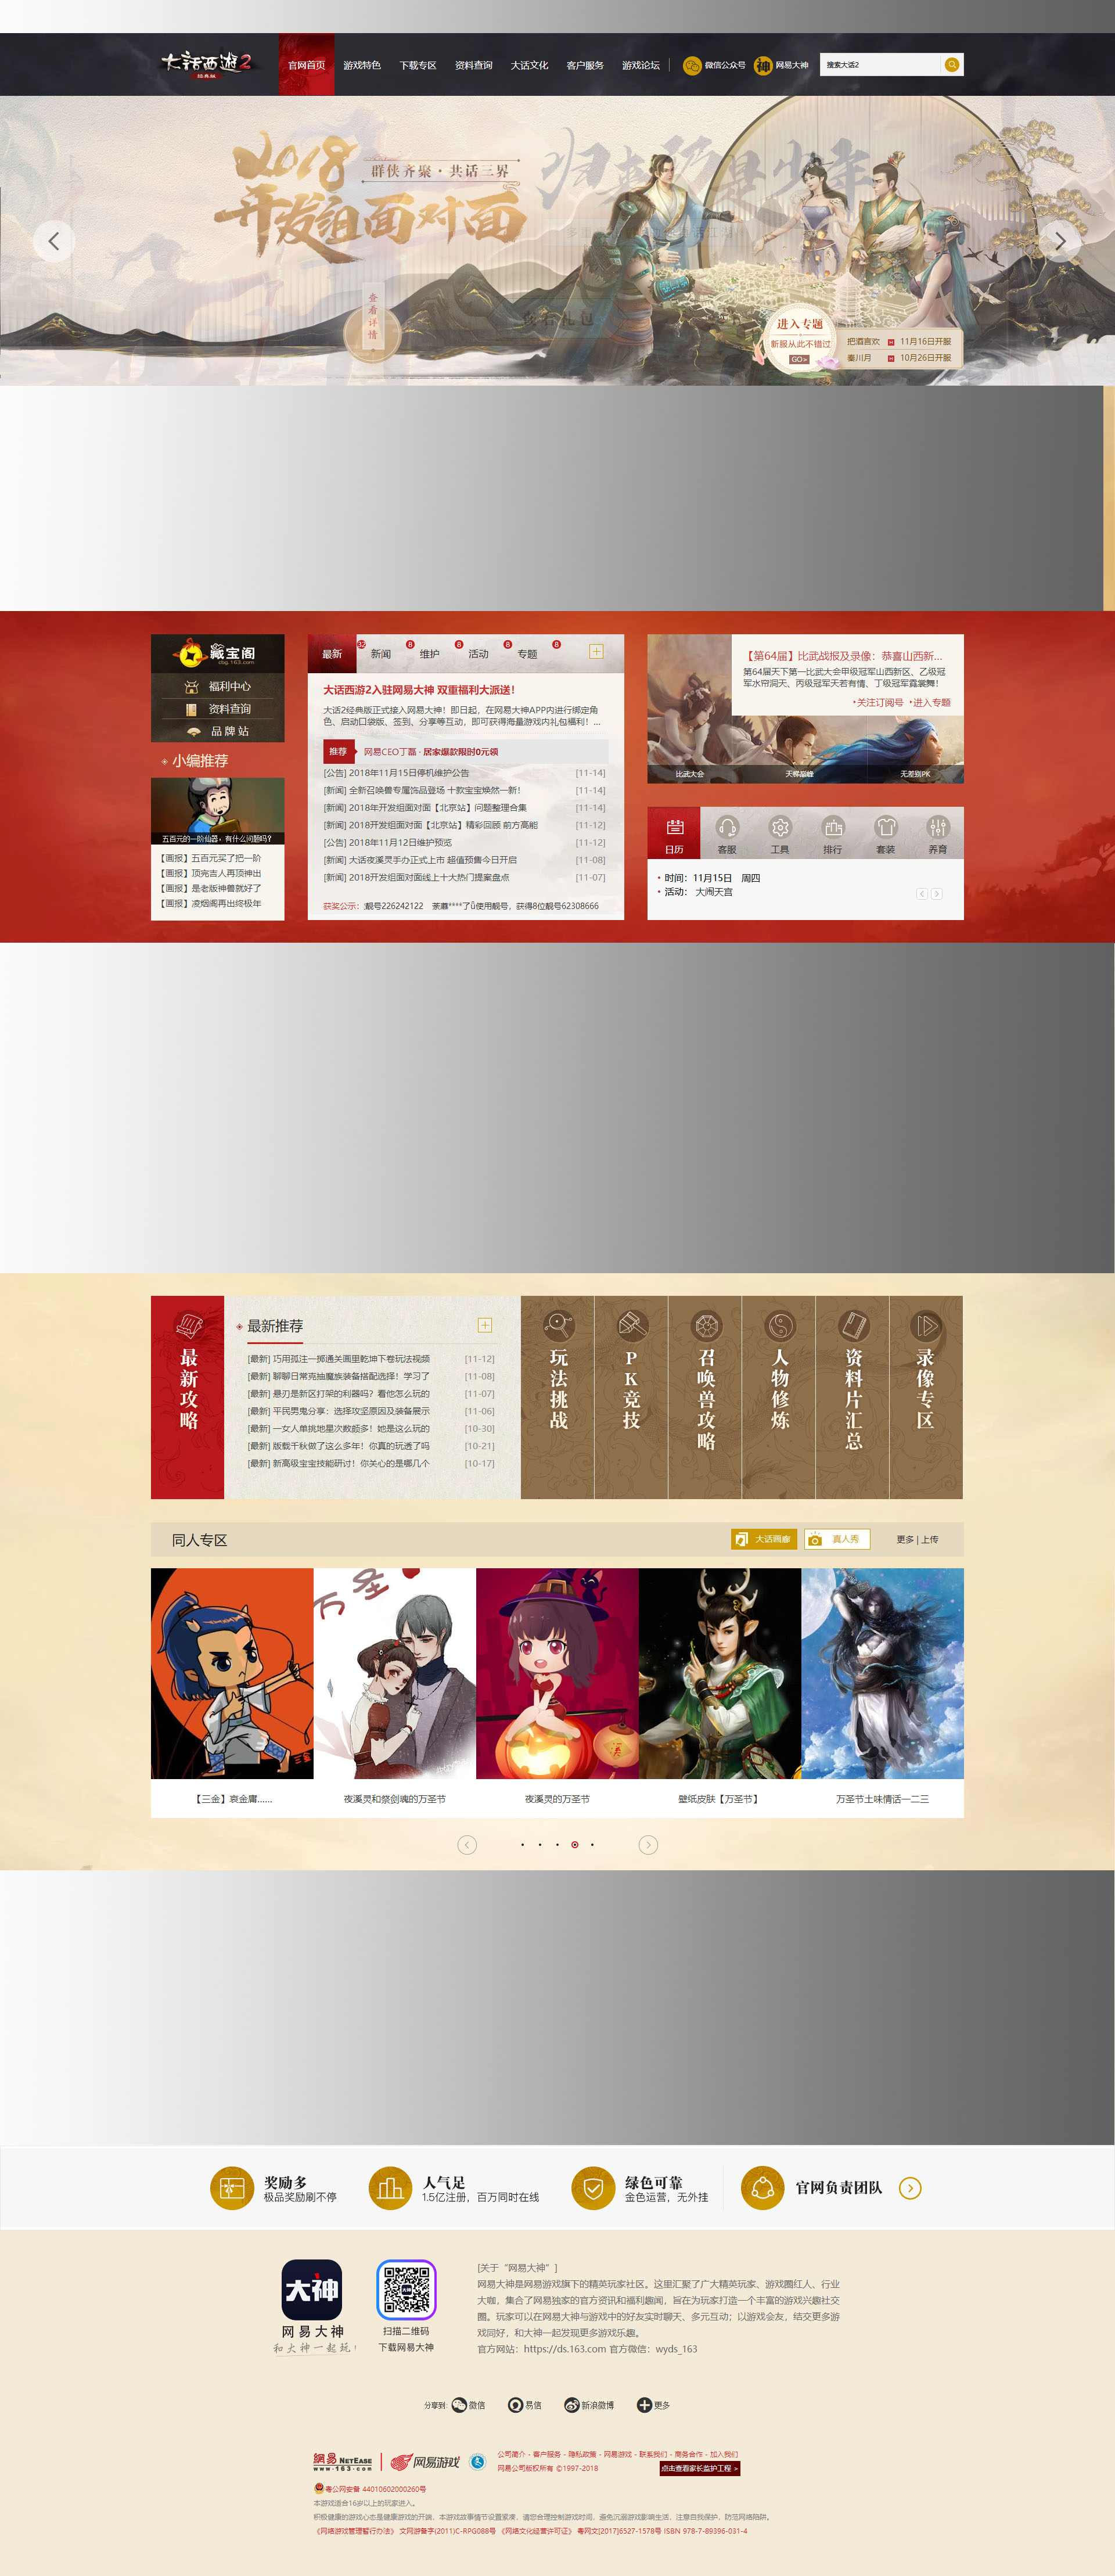 大话西遊2
经典版
官网首页
游戏特色
下载专区
资料查询
大话文化
客户服务
游戏论坛
微信公众号
神
网易大神
搜索大话2
2018
开发组面对面
群侠齐聚·共话三界
查看详情
进入专题
新服从此不错过
GO>
把酒言欢 11月16日开服
秦川月 10月26日开服
藏宝阁
cbg.163.com
福利中心
资料查询
品牌站
小编推荐
五百元的一阶仙器，有什么问题吗？
【画报】五百元买了把一阶
【画报】顶完吉人再顶神出
【画报】是老版神兽就好了
【画报】凌烟阁再出终极年
最新 32
新闻 8
维护 8
活动 8
专题 8
大话西游2入驻网易大神 双重福利大派送！
大话2经典版正式接入网易大神！即日起，在网易大神APP内进行绑定角
色、启动口袋版、签到、分享等互动，即可获得海量游戏内礼包福利！...
推荐 网易CEO丁磊 · 居家爆款限时0元领
[公告] 2018年11月15日停机维护公告 [11-14]
[新闻] 全新召唤兽专属饰品登场 十款宝宝焕然一新！ [11-14]
[新闻] 2018年开发组面对面【北京站】问题整理合集 [11-14]
[新闻] 2018开发组面对面【北京站】精彩回顾 前方高能 [11-12]
[公告] 2018年11月12日维护预览 [11-12]
[新闻] 大话夜溪灵手办正式上市 超值预售今日开启 [11-08]
[新闻] 2018开发组面对面线上十大热门提案盘点 [11-07]
获奖公示： 靓号226242122 使用靓号，获得8位靓号62308666
【第64届】比武战报及录像：恭喜山西新...
第64届天下第一比武大会甲级冠军山西新区、乙级冠
军水帘洞天、丙级冠军天若有情、丁级冠军露裳舞！
关注订阅号 进入专题
比武大会
天梯巅峰
无差别PK
日历
客服
工具
排行
套装
养育
时间：11月15日 周四
活动： 大闹天宫
最新攻略
最新推荐
[最新] 巧用孤注一掷通关画里乾坤下卷玩法视频 [11-12]
[最新] 聊聊日常克抽魔族装备搭配选择！学习了 [11-08]
[最新] 悬刃是新区打架的利器吗？看他怎么玩的 [11-07]
[最新] 平民男鬼分享：选择攻坚原因及装备展示 [11-06]
[最新] 一女人单挑地星次数颇多！她是这么玩的 [10-30]
[最新] 版载千秋做了这么多年！你真的玩透了吗 [10-21]
[最新] 新高级宝宝技能研讨！你关心的是哪几个 [10-17]
玩法挑战
PK竞技
召唤兽攻略
人物修炼
资料片汇总
录像专区
同人专区
大话画廊
真人秀
更多 | 上传
万圣
【三金】袁金庸......
夜溪灵和祭剑魂的万圣节
夜溪灵的万圣节
壁纸皮肤【万圣节】
万圣节土味情话一二三
奖励多
极品奖励刷不停
人气足
1.5亿注册，百万同时在线
绿色可靠
金色运营，无外挂
官网负责团队
大神
网易大神
和大神一起玩！
扫描二维码
下载网易大神
[关于“网易大神”]
网易大神是网易游戏旗下的精英玩家社区。这里汇聚了广大精英玩家、游戏圈红人、行业
大咖，集合了网易独家的官方资讯和福利趣闻，旨在为玩家打造一个丰富的游戏兴趣社交
圈。玩家可以在网易大神与游戏中的好友实时聊天、多元互动；以游戏会友，结交更多游
戏同好，和大神一起发现更多游戏乐趣。
官方网站：https://ds.163.com 官方微信：wyds_163
分享到:
微信
易信
新浪微博
更多
網易 NETEASE
www.163.com
网易游戏
公司简介 - 客户服务 - 隐私政策 - 网易游戏 - 联系我们 - 商务合作 - 加入我们
网易公司版权所有 ©1997-2018
点击查看家长监护工程 >
粤公网安备 44010602000260号
本游戏适合16岁以上的玩家进入。
积极健康的游戏心态是健康游戏的开端，本游戏故事情节设置紧凑，请您合理控制游戏时间，避免沉溺游戏影响生活，注意自我保护，防范网络陷阱。
《网络游戏管理暂行办法》 文网游备字(2011)C-RPG088号 《网络文化经营许可证》 粤网文[2017]6527-1578号 ISBN 978-7-89396-031-4